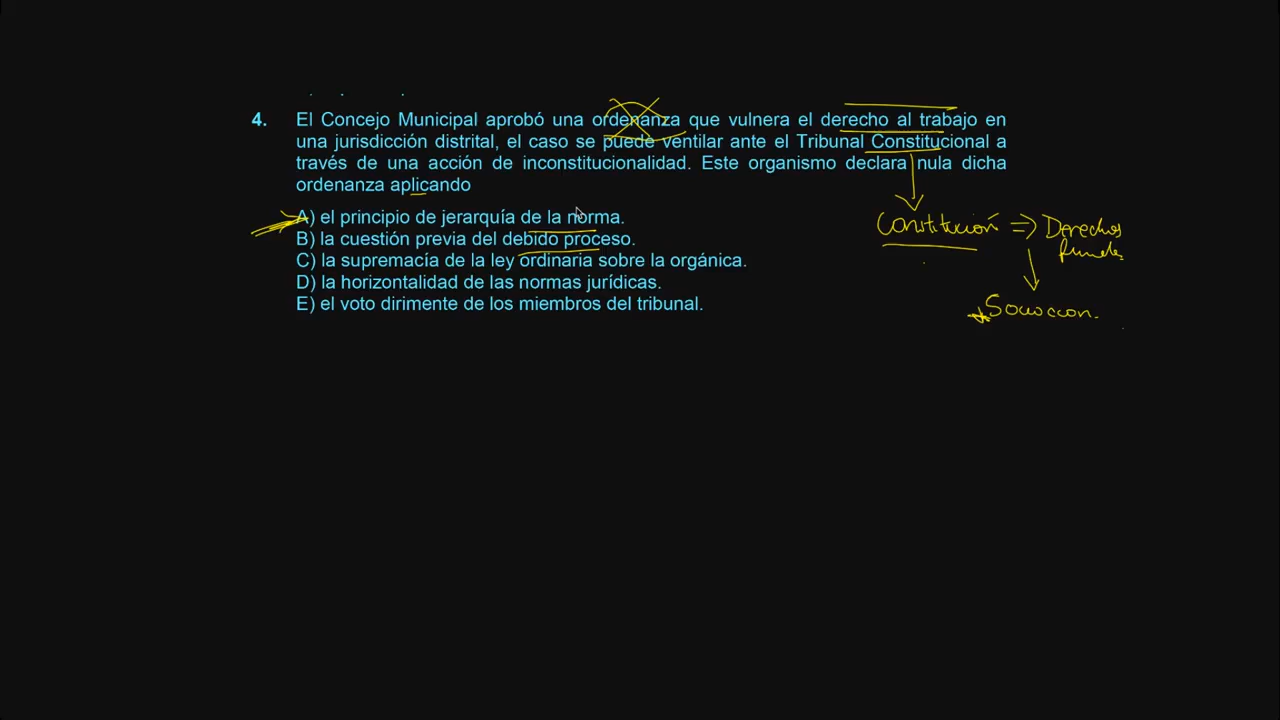 4. El Concejo Municipal aprobó una ordenanza que vulnera el derecho al trabajo en
una jurisdicción distrital, el caso se puede ventilar ante el Tribunal Constitucional a
través de una acción de inconstitucionalidad. Este organismo declara nula dicha
ordenanza aplicando
A) el principio de jerarquía de la norma.
B) la cuestión previa del debido proceso.
C) la supremacía de la ley ordinaria sobre la orgánica.
D) la horizontalidad de las normas jurídicas.
E) el voto dirimente de los miembros del tribunal.
Constitución => Derechos